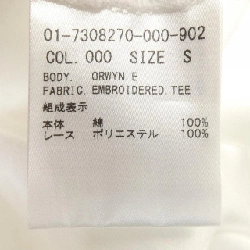 01-7308270-000-902
COL. 000 SIZE S
BODY. ORWYN E
FABRIC. EMBROIDERED TEE
組成表示
本体 綿 100%
レース ポリエステル 100%